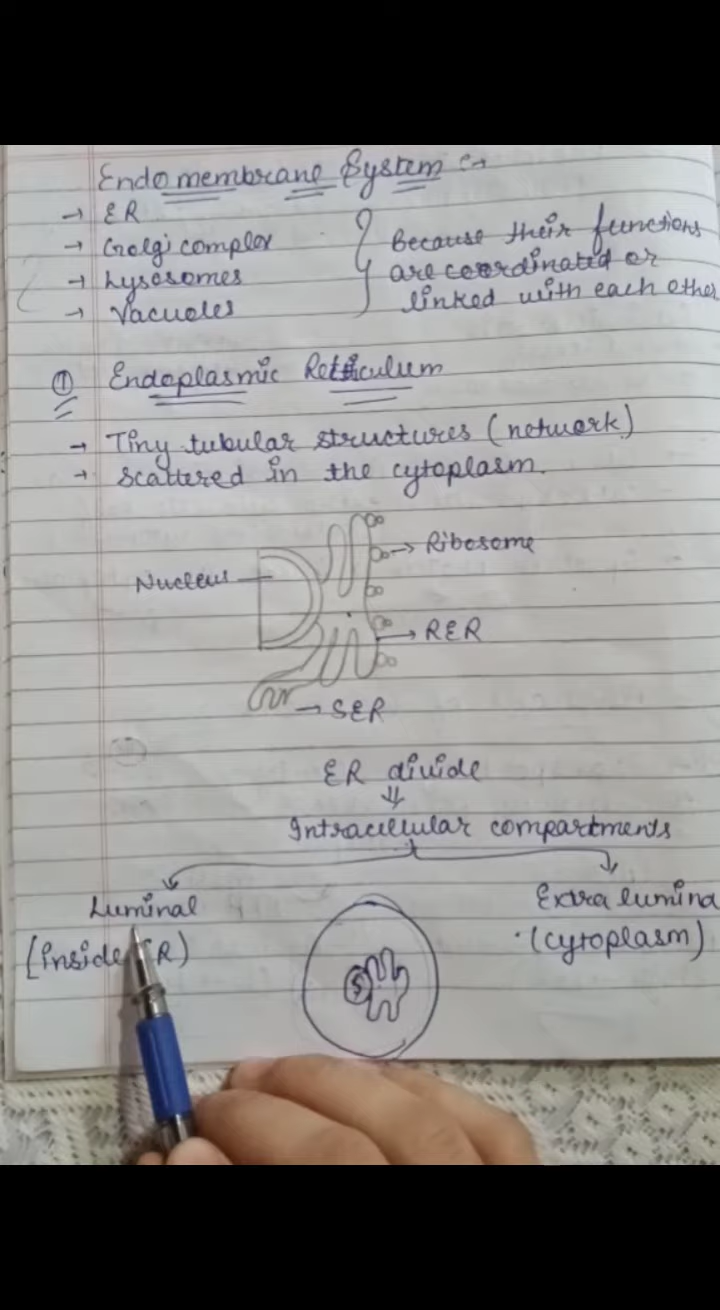 Endomembrane System :→
→ ER
→ Golgi complex
→ Lysosomes
→ Vacuoles
Because their functions
are coordinated or
linked with each other
① Endoplasmic Reticulum
→ Tiny tubular structures (network)
→ Scattered in the cytoplasm.
→ Ribosome
Nucleus
→ RER
→ SER
ER divide
⇓
Intracellular compartments
Luminal
(inside ER)
Extra lumina
(cytoplasm)